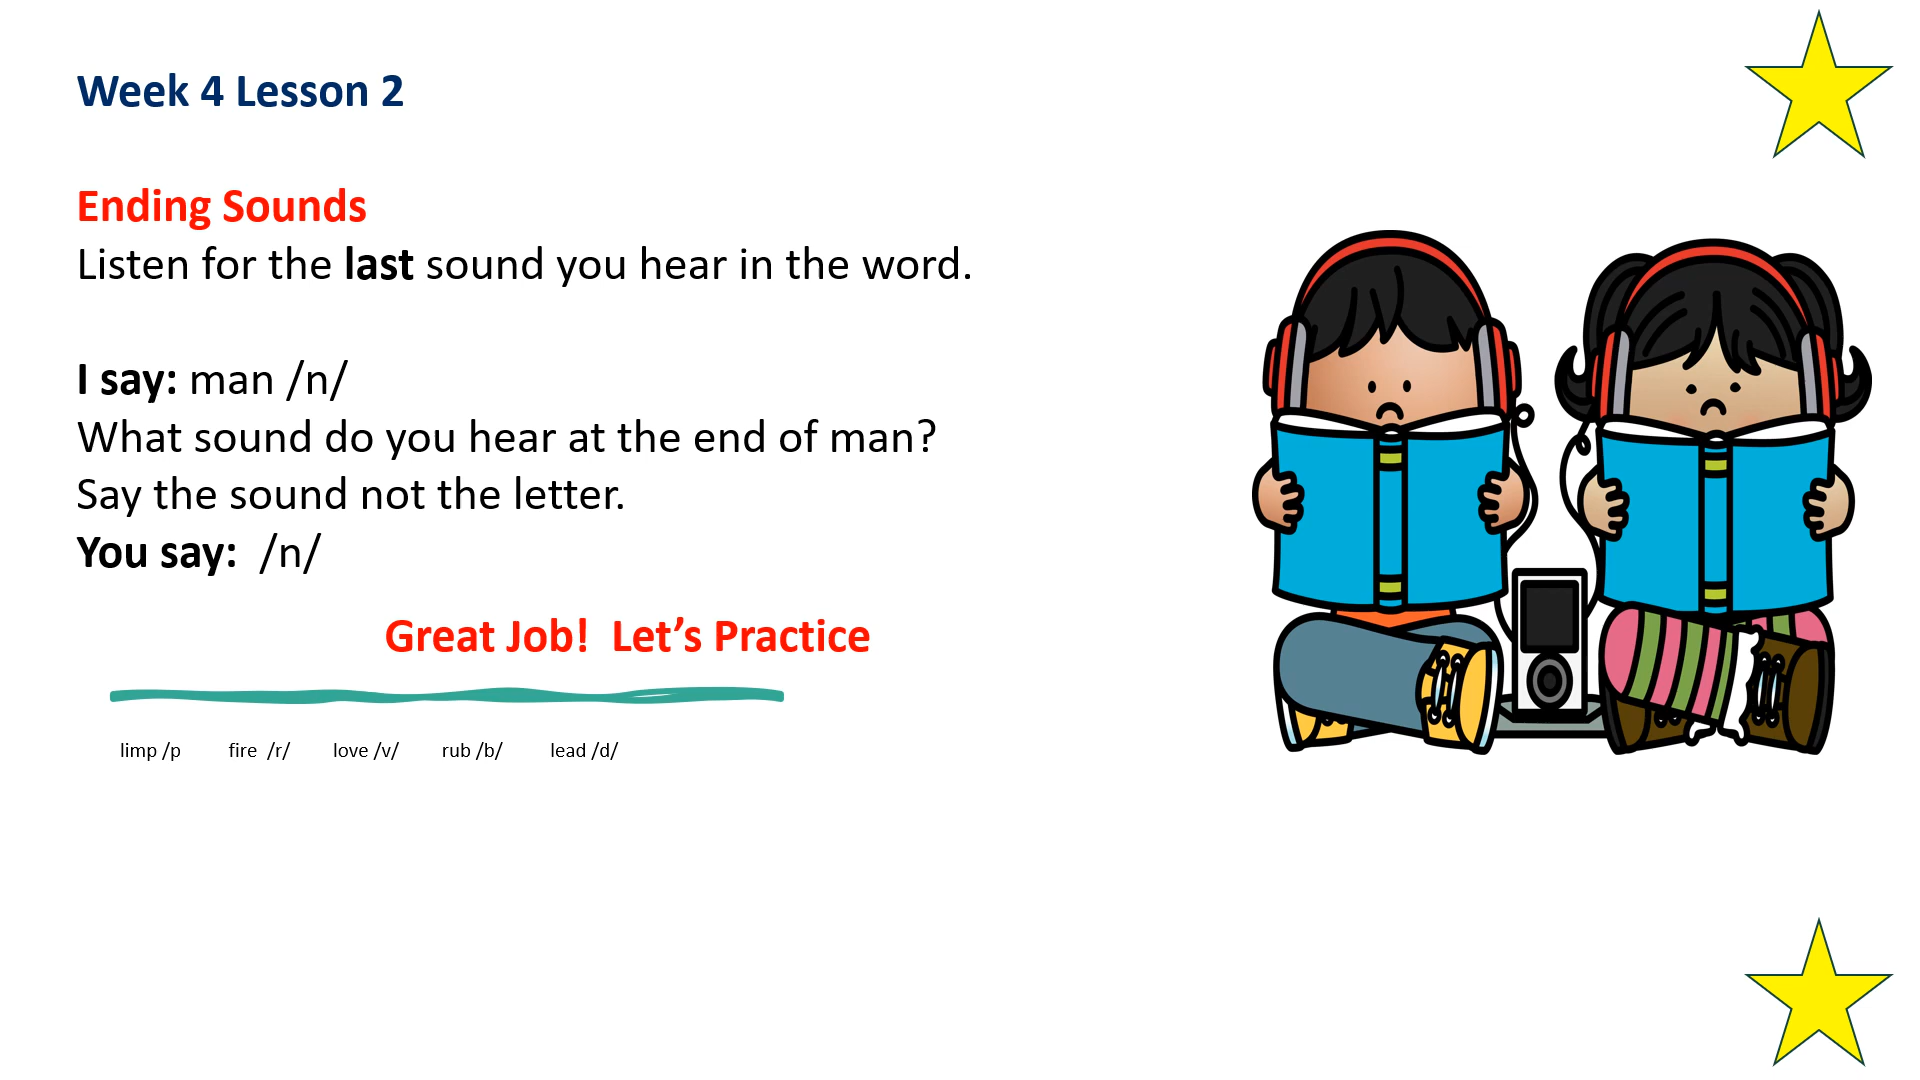 Week 4 Lesson 2
Ending Sounds
Listen for the last sound you hear in the word.
I say: man /n/
What sound do you hear at the end of man?
Say the sound not the letter.
You say:  /n/
Great Job!  Let’s Practice
limp /p fire  /r/ love /v/ rub /b/ lead /d/